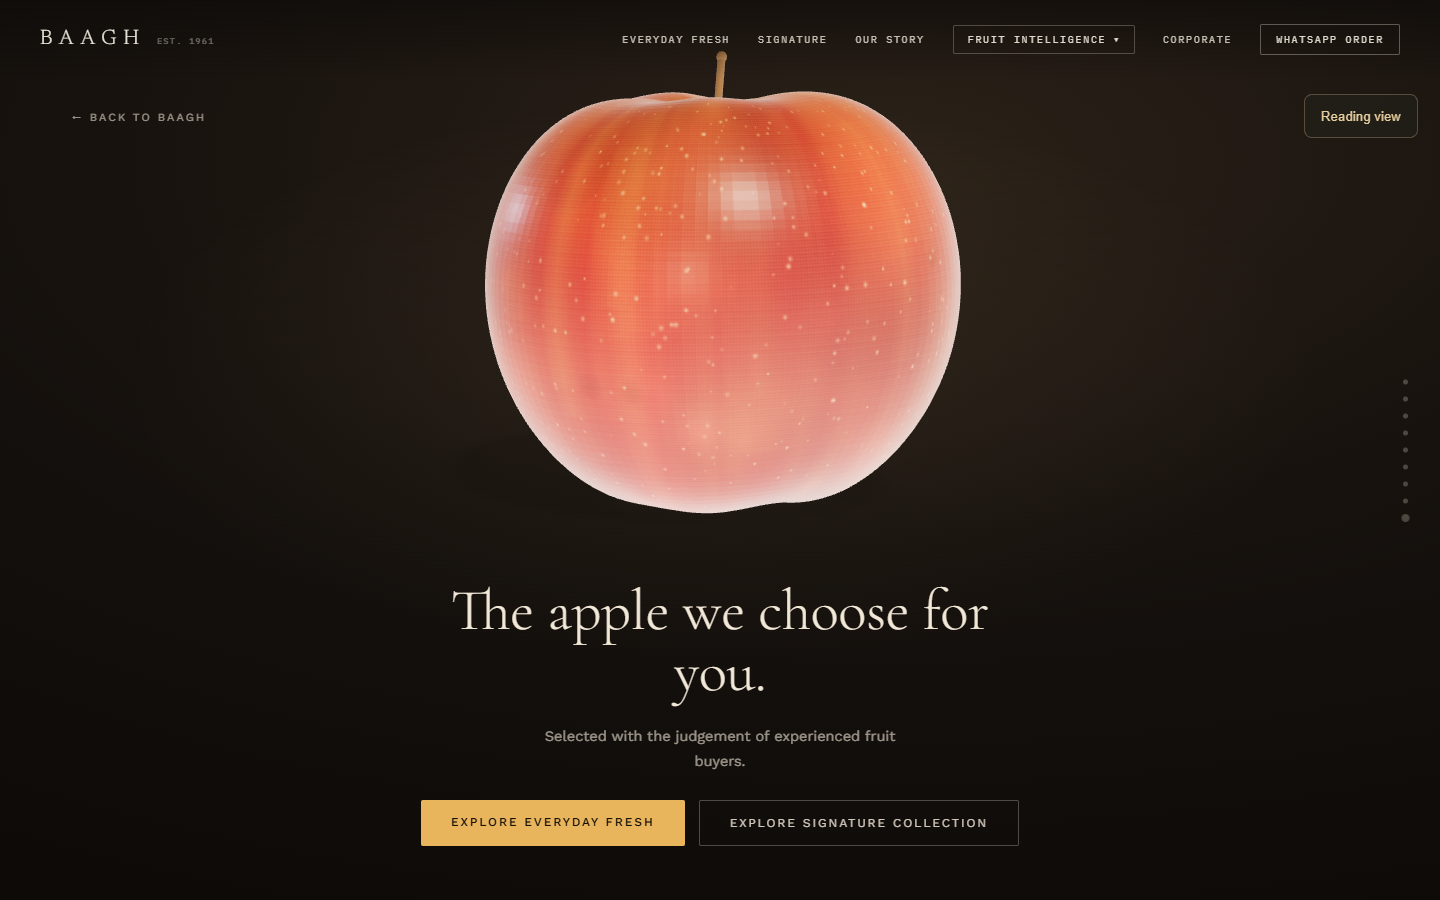 BAAGH EST. 1961
EVERYDAY FRESH SIGNATURE OUR STORY FRUIT INTELLIGENCE ▾ CORPORATE WHATSAPP ORDER
← BACK TO BAAGH
Reading view
The apple we choose for
you.
Selected with the judgement of experienced fruit
buyers.
EXPLORE EVERYDAY FRESH
EXPLORE SIGNATURE COLLECTION